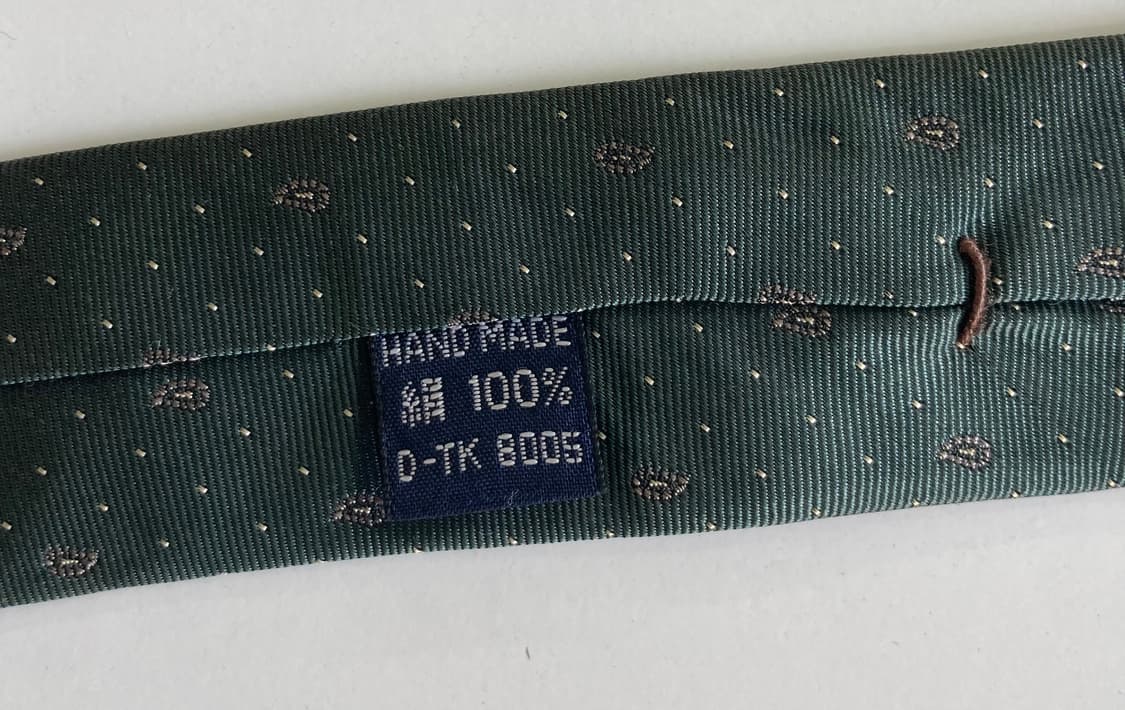 HAND MADE
絹 100%
D-TK 8005